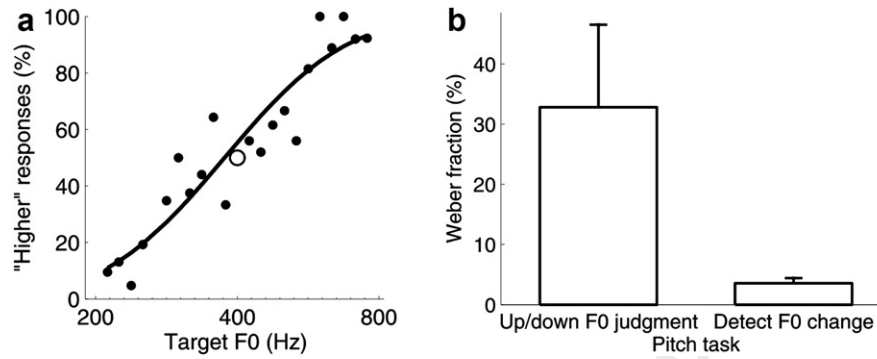 a
"Higher" responses (%)
100
80
60
40
20
0
200
400
800
Target F0 (Hz)
b
Weber fraction (%)
40
30
20
10
0
Up/down F0 judgment
Detect F0 change
Pitch task